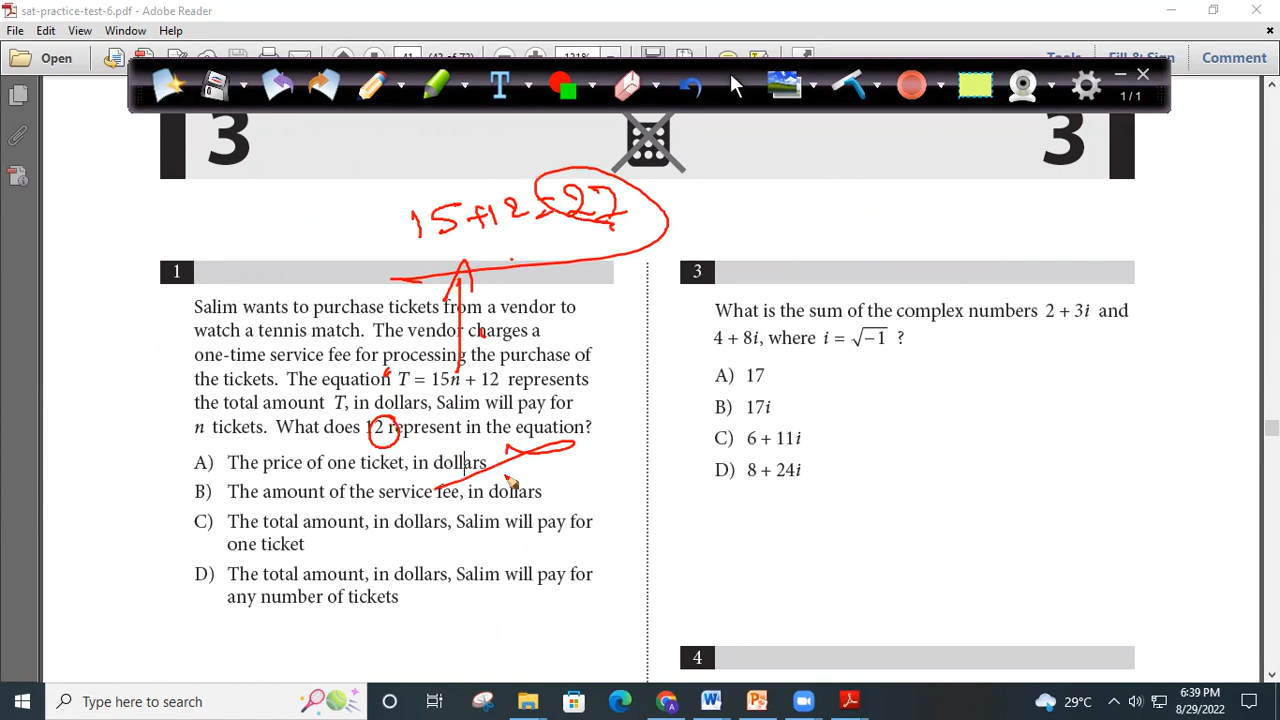 sat-practice-test-6.pdf - Adobe Reader
File Edit View Window Help
Open
Comment
1/1
3
3
15+12=27
1
Salim wants to purchase tickets from a vendor to
watch a tennis match. The vendor charges a
one-time service fee for processing the purchase of
the tickets. The equation T = 15n + 12 represents
the total amount T, in dollars, Salim will pay for
n tickets. What does 12 represent in the equation?
A) The price of one ticket, in dollars
B) The amount of the service fee, in dollars
C) The total amount, in dollars, Salim will pay for
one ticket
D) The total amount, in dollars, Salim will pay for
any number of tickets
3
What is the sum of the complex numbers 2 + 3i and
4 + 8i, where i = √−1 ?
A) 17
B) 17i
C) 6 + 11i
D) 8 + 24i
4
Type here to search
29°C
6:39 PM
8/29/2022